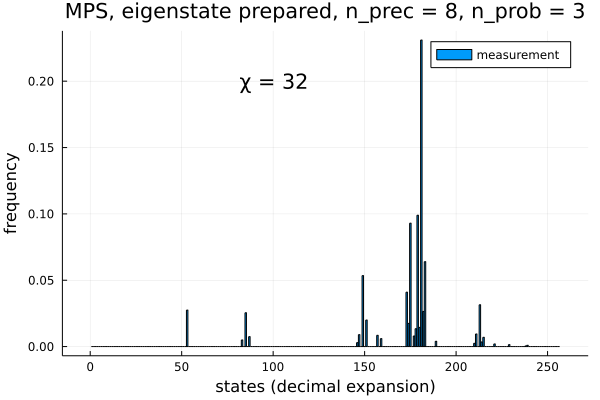 MPS, eigenstate prepared, n_prec = 8, n_prob = 3
measurement
χ = 32
0.20
0.15
0.10
0.05
0.00
frequency
0 50 100 150 200 250
states (decimal expansion)